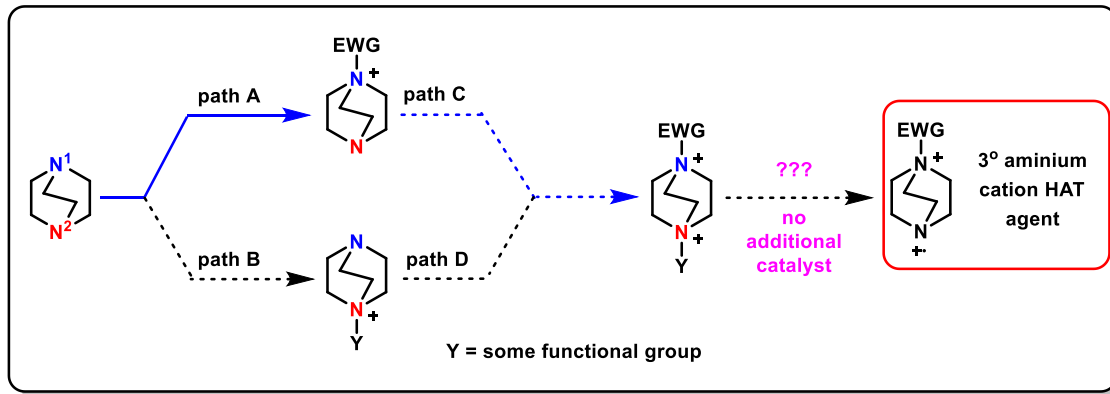 EWG
N+
path A
path C
N
EWG
N+
EWG
N+
???
3o aminium
cation HAT
agent
N1
N2
no
additional
catalyst
N+
Y
N
+·
N
path B
path D
N+
Y
Y = some functional group